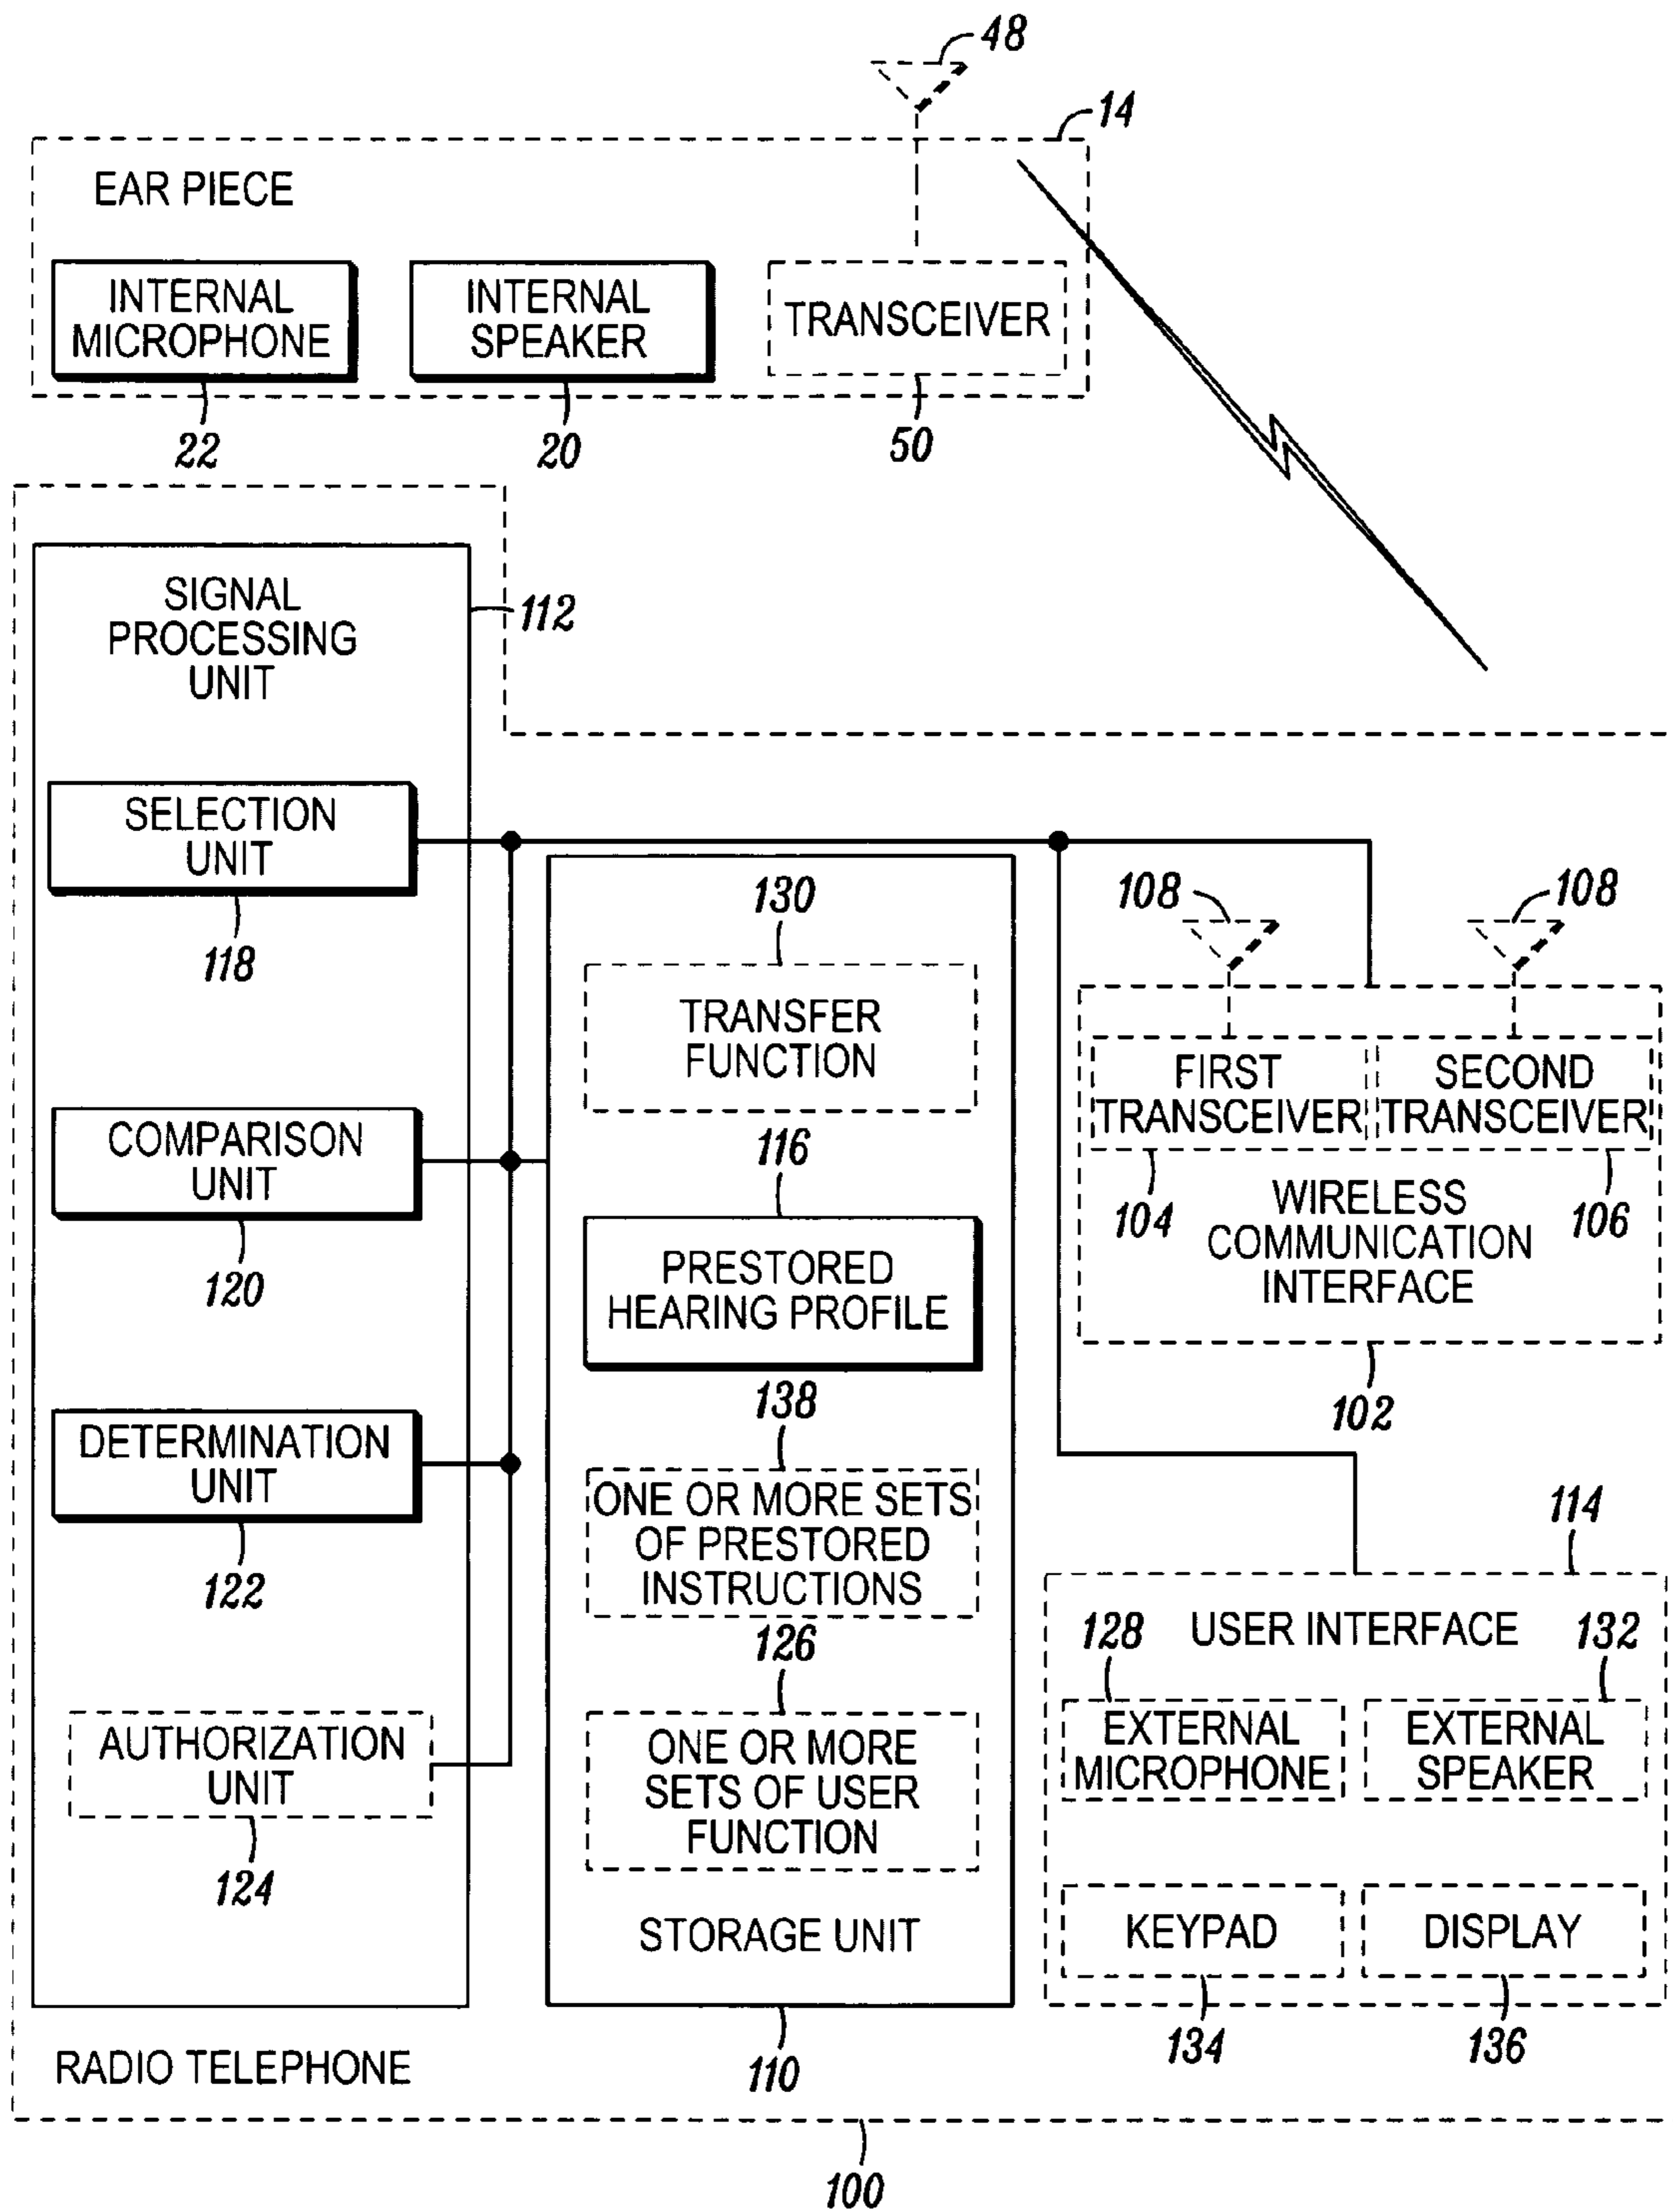 48
14
EAR PIECE
INTERNAL
MICROPHONE
INTERNAL
SPEAKER
TRANSCEIVER
22
20
50
SIGNAL
PROCESSING
UNIT
112
SELECTION
UNIT
118
COMPARISON
UNIT
120
DETERMINATION
UNIT
122
AUTHORIZATION
UNIT
124
130
TRANSFER
FUNCTION
116
PRESTORED
HEARING PROFILE
138
ONE OR MORE SETS
OF PRESTORED
INSTRUCTIONS
126
ONE OR MORE
SETS OF USER
FUNCTION
STORAGE UNIT
110
108
108
FIRST
TRANSCEIVER
SECOND
TRANSCEIVER
104
106
WIRELESS
COMMUNICATION
INTERFACE
102
114
128
USER INTERFACE
132
EXTERNAL
MICROPHONE
EXTERNAL
SPEAKER
KEYPAD
DISPLAY
134
136
RADIO TELEPHONE
100